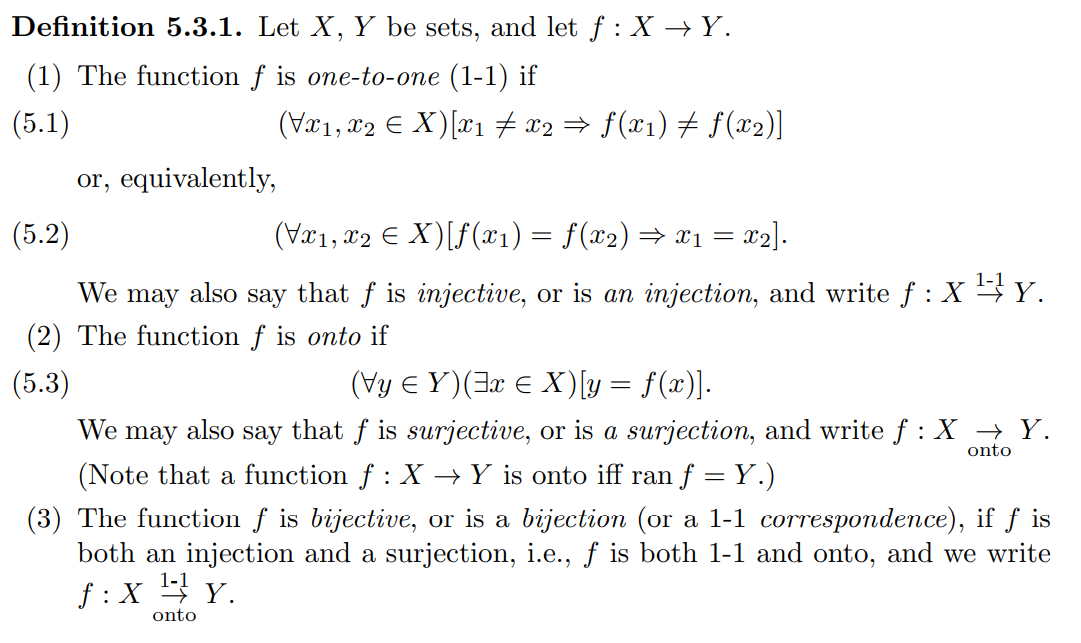 Definition 5.3.1. Let X, Y be sets, and let f : X → Y.
(1) The function f is one-to-one (1-1) if
(5.1) (∀x₁, x₂ ∈ X)[x₁ ≠ x₂ ⇒ f(x₁) ≠ f(x₂)]
or, equivalently,
(5.2) (∀x₁, x₂ ∈ X)[f(x₁) = f(x₂) ⇒ x₁ = x₂].
We may also say that f is injective, or is an injection, and write f : X →^{1-1} Y.
(2) The function f is onto if
(5.3) (∀y ∈ Y)(∃x ∈ X)[y = f(x)].
We may also say that f is surjective, or is a surjection, and write f : X →_{onto} Y.
(Note that a function f : X → Y is onto iff ran f = Y.)
(3) The function f is bijective, or is a bijection (or a 1-1 correspondence), if f is
both an injection and a surjection, i.e., f is both 1-1 and onto, and we write
f : X →^{1-1}_{onto} Y.